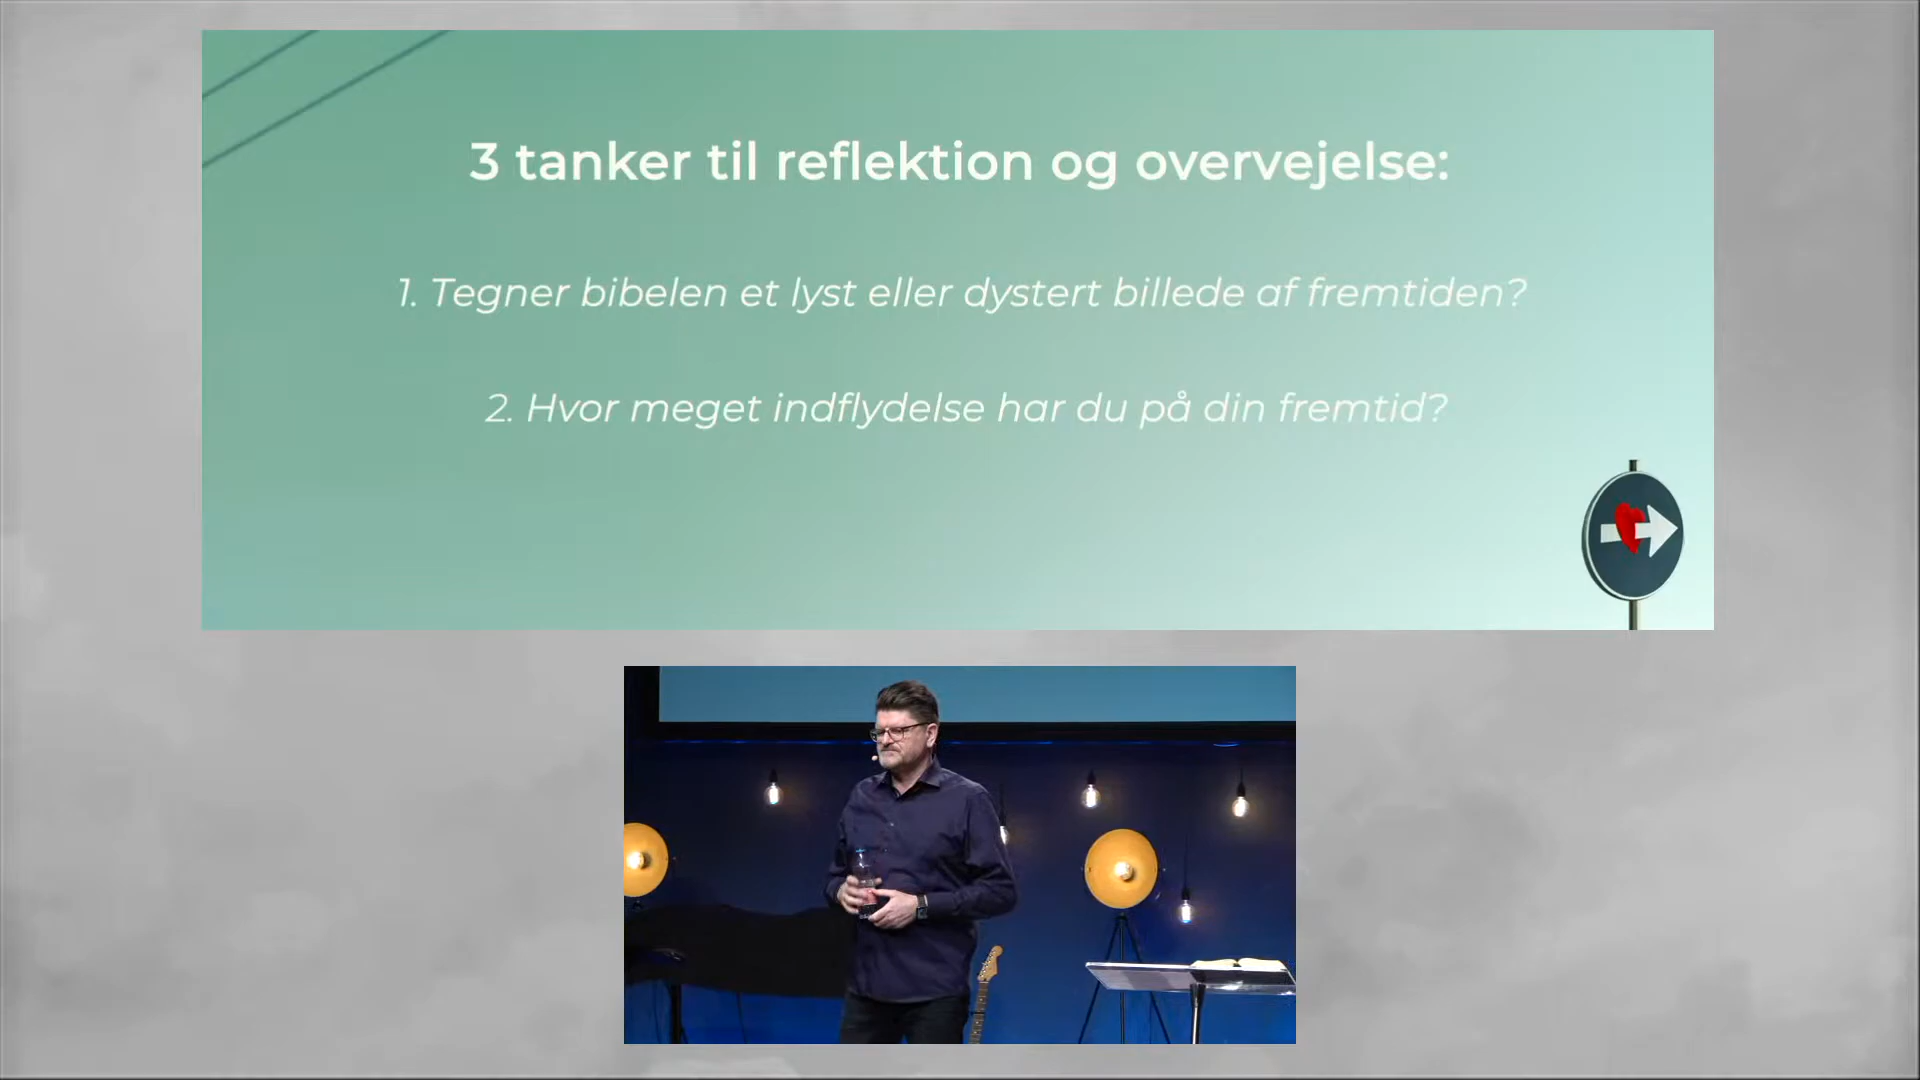 3 tanker til reflektion og overvejelse:
1. Tegner bibelen et lyst eller dystert billede af fremtiden?
2. Hvor meget indflydelse har du på din fremtid?